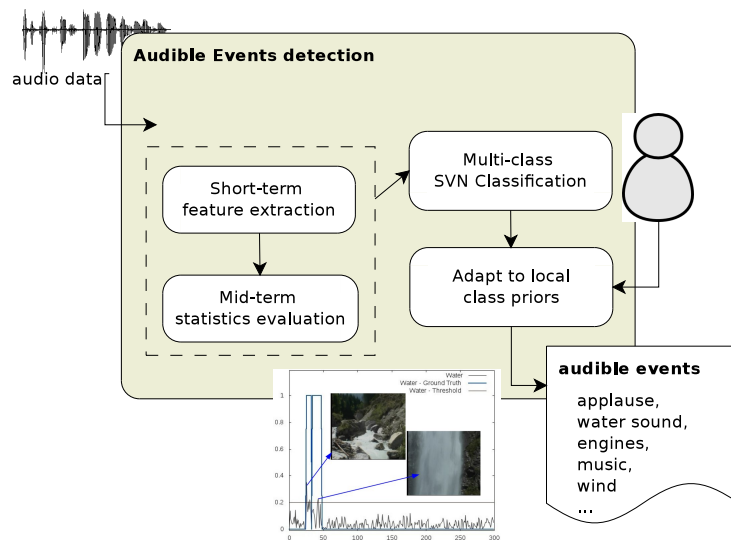 Audible Events detection
audio data
Short-term
feature extraction
Mid-term
statistics evaluation
Multi-class
SVN Classification
Adapt to local
class priors
audible events
applause,
water sound,
engines,
music,
wind
...
Water
Water - Ground Truth
Water - Threshold
1
0.8
0.6
0.4
0.2
0
0
50
100
150
200
250
300